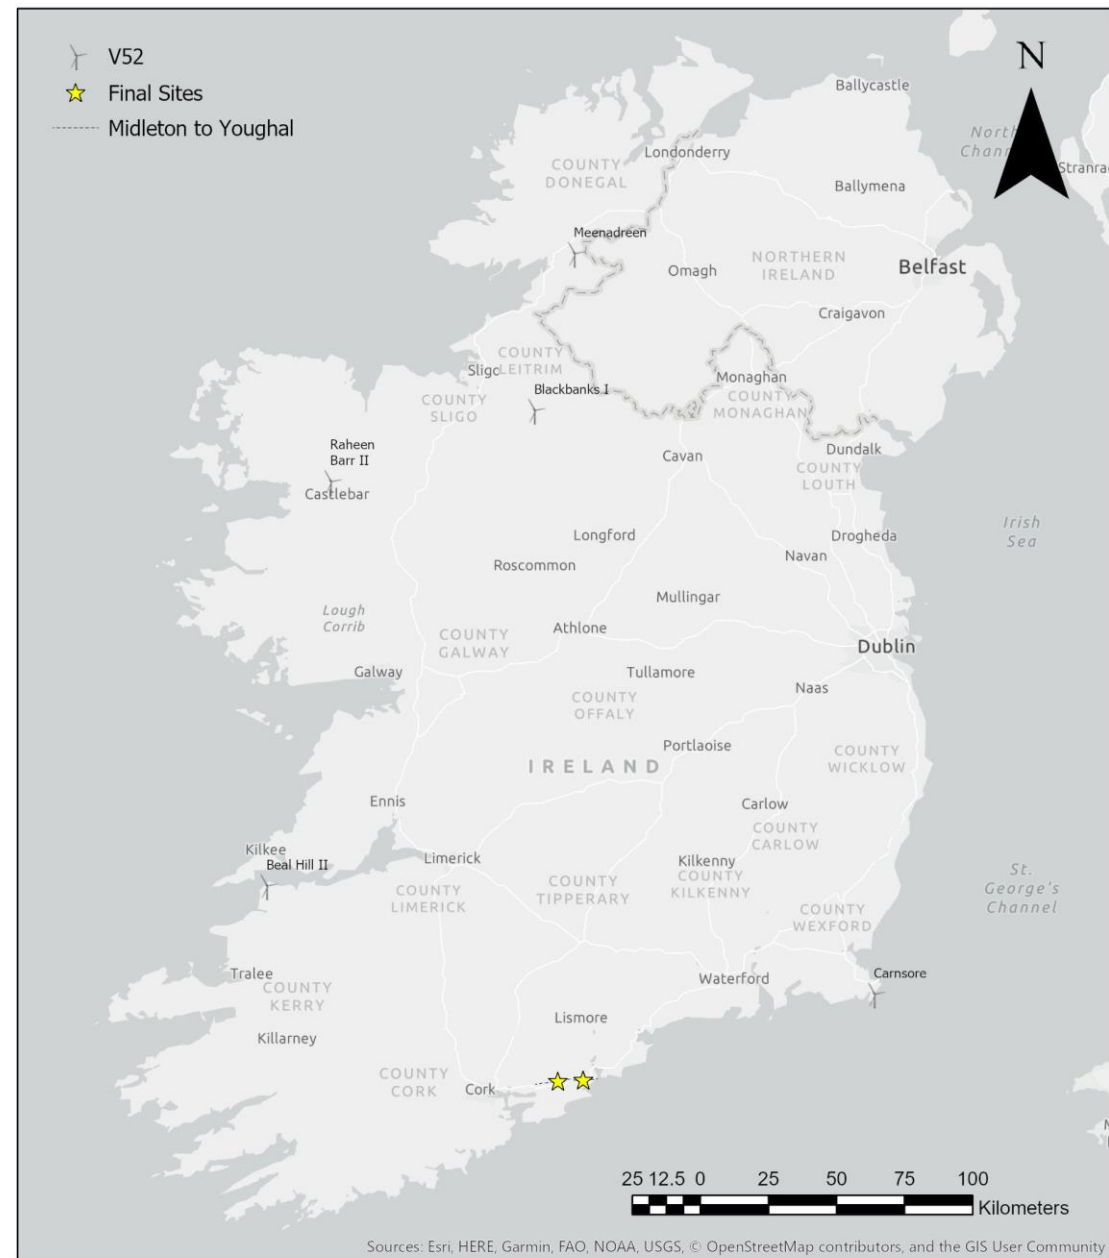 V52
Final Sites
Midleton to Youghal
N
Ballycastle
North
Londonderry
COUNTY
DONEGAL
Ballymena
Meenadreen
NORTHERN
IRELAND
Omagh
Belfast
Craigavon
COUNTY
LEITRIM
Sligo
Monaghan
COUNTY
MONAGHAN
Blackbanks I
COUNTY
SLIGO
Raheen
Barr II
Castlebar
Cavan
Dundalk
COUNTY
LOUTH
Irish
Sea
Longford
Drogheda
Navan
Roscommon
Mullingar
Lough
Corrib
COUNTY
GALWAY
Athlone
Dublin
Galway
Tullamore
Naas
COUNTY
OFFALY
Portlaoise
COUNTY
WICKLOW
IRELAND
Ennis
Carlow
COUNTY
CARLOW
Kilkee
Beal Hill II
Limerick
Kilkenny
COUNTY
KILKENNY
COUNTY
LIMERICK
COUNTY
TIPPERARY
St.
George's
Channel
COUNTY
WEXFORD
Tralee
COUNTY
KERRY
Waterford
Carnsore
Lismore
Killarney
COUNTY
CORK
Cork
25 12.5 0 25 50 75 100
Kilometers
Sources: Esri, HERE, Garmin, FAO, NOAA, USGS, © OpenStreetMap contributors, and the GIS User Community